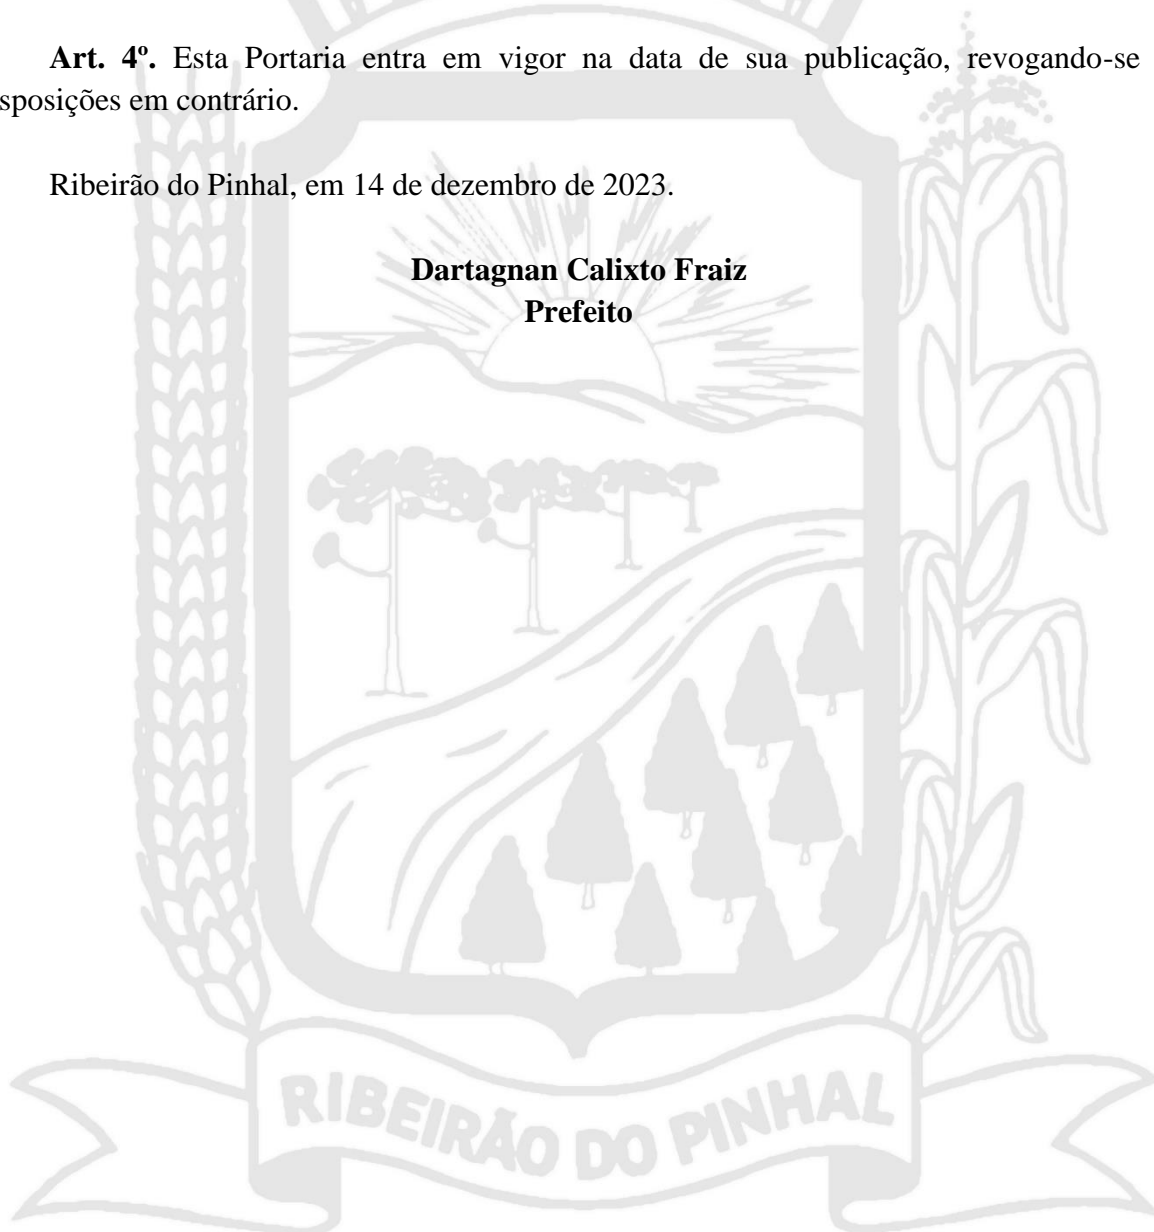 Art. 4º. Esta Portaria entra em vigor na data de sua publicação, revogando-se
sposições em contrário.
Ribeirão do Pinhal, em 14 de dezembro de 2023.
Dartagnan Calixto Fraiz
Prefeito
RIBEIRÃO DO PINHAL